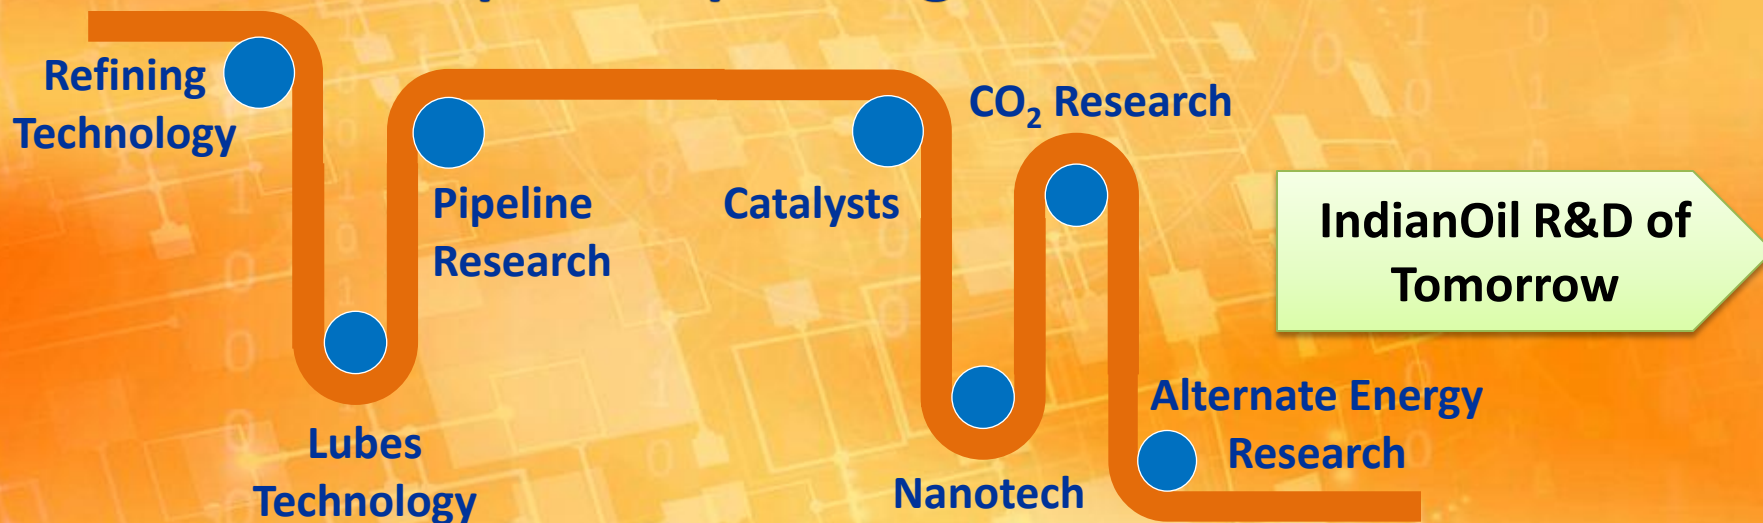 Refining
Technology
Lubes
Technology
Pipeline
Research
Catalysts
Nanotech
CO₂ Research
Alternate Energy
Research
IndianOil R&D of
Tomorrow